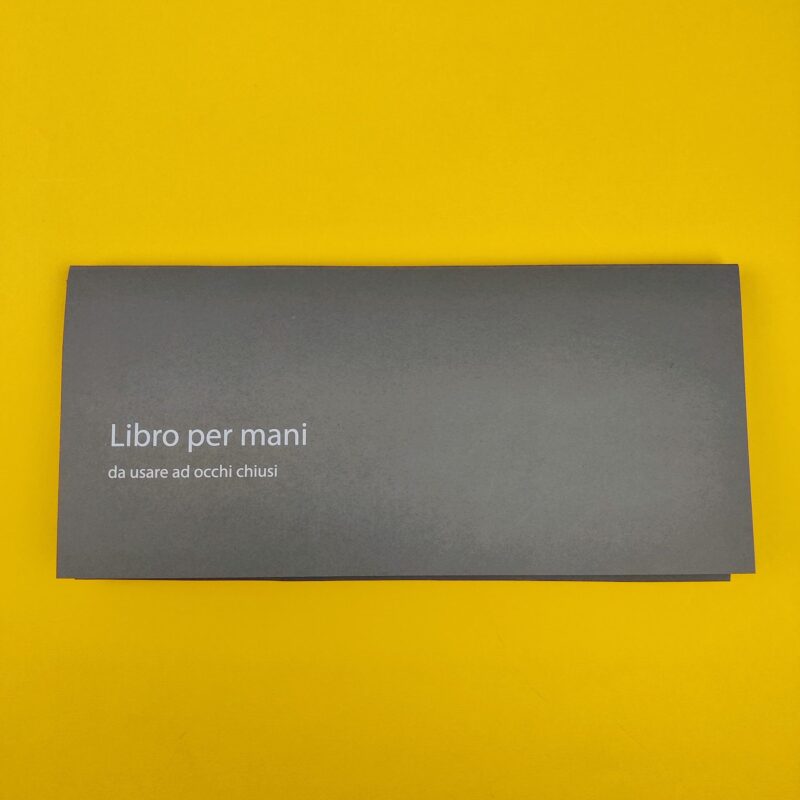 Libro per mani
da usare ad occhi chiusi